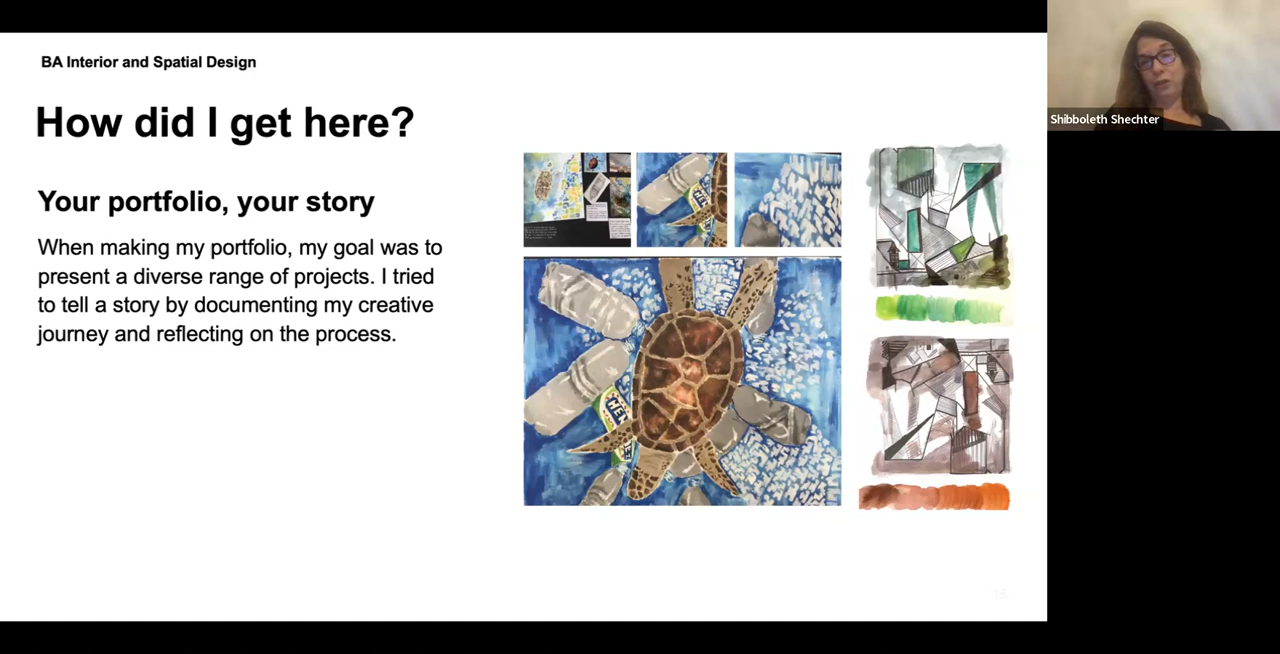 BA Interior and Spatial Design
How did I get here?
Your portfolio, your story
When making my portfolio, my goal was to
present a diverse range of projects. I tried
to tell a story by documenting my creative
journey and reflecting on the process.
Shibboleth Shechter
15